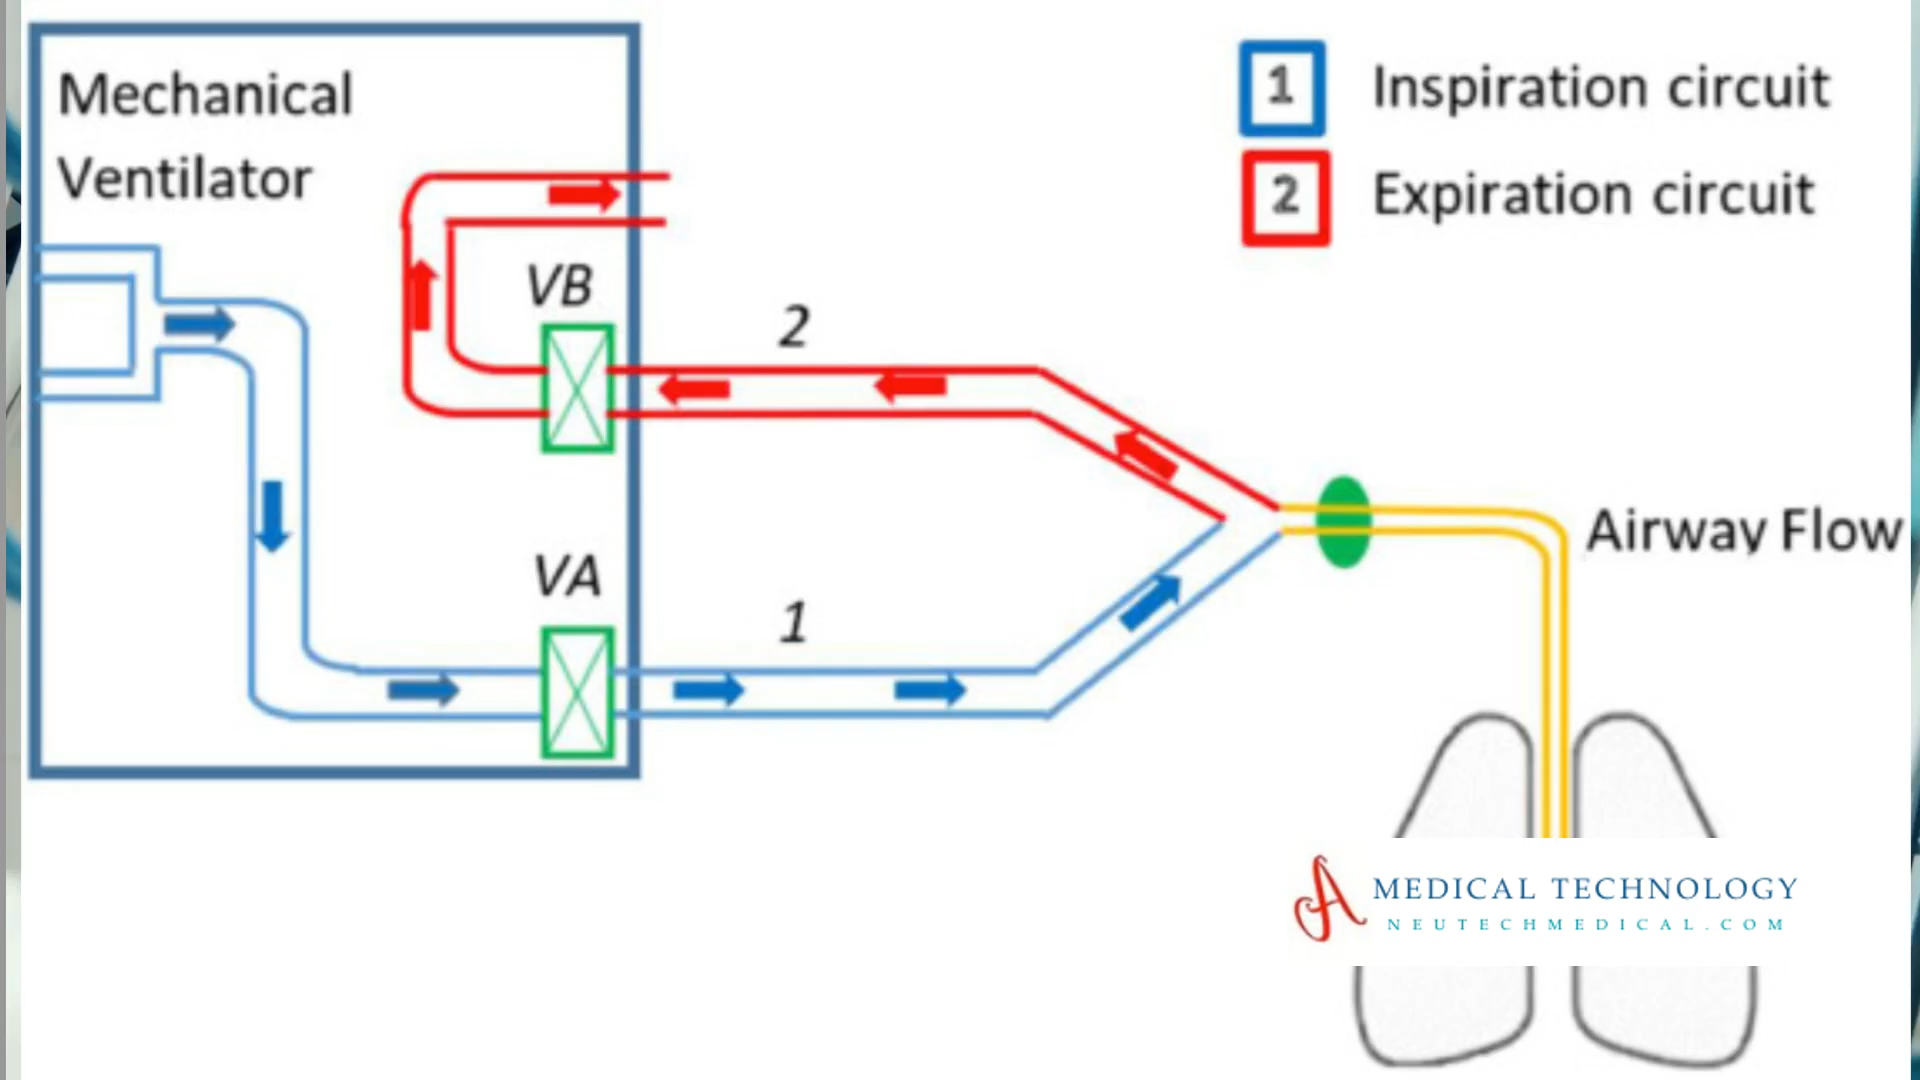 Mechanical
Ventilator
1 Inspiration circuit
2 Expiration circuit
VB
2
VA
1
Airway Flow
A MEDICAL TECHNOLOGY
NEUTECHMEDICAL.COM